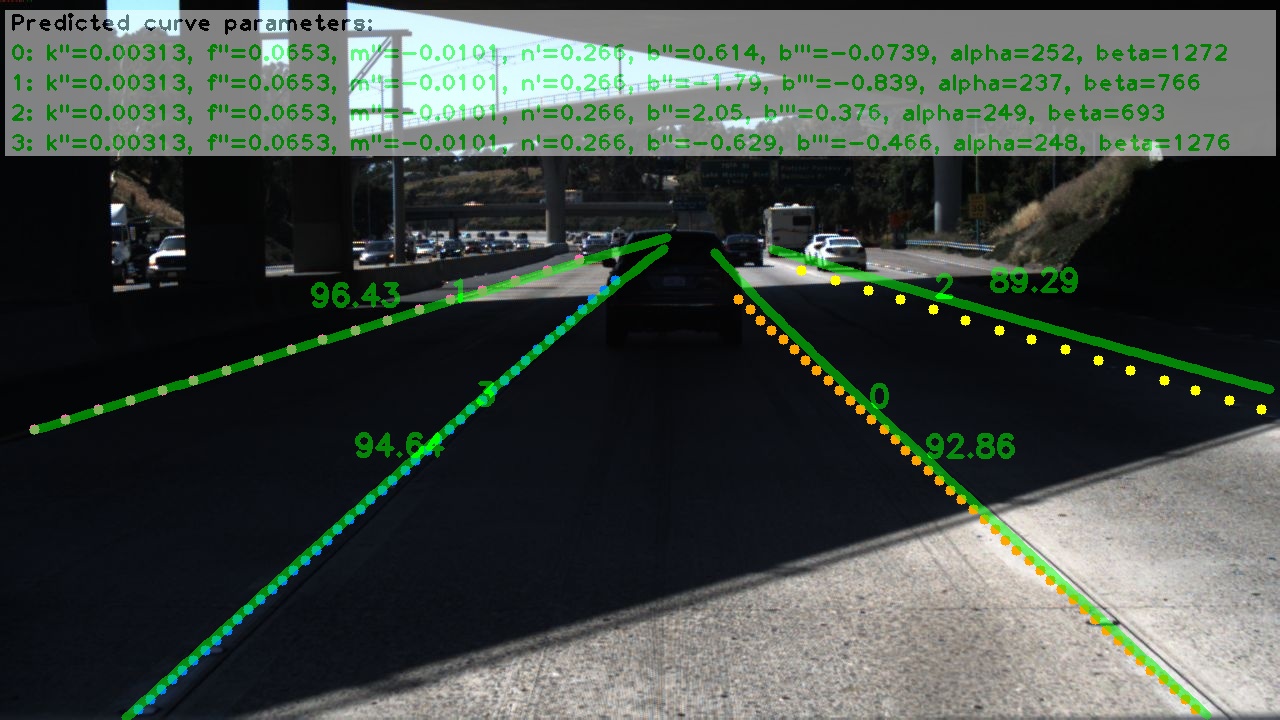 Predicted curve parameters:
0: k''=0.00313, f''=0.0653, m''=-0.0101, n'=0.266, b''=0.614, b'''=-0.0739, alpha=252, beta=1272
1: k''=0.00313, f''=0.0653, m''=-0.0101, n'=0.266, b''=-1.79, b'''=-0.839, alpha=237, beta=766
2: k''=0.00313, f''=0.0653, m''=-0.0101, n'=0.266, b''=2.05, b'''=0.376, alpha=249, beta=693
3: k''=0.00313, f''=0.0653, m''=-0.0101, n'=0.266, b''=-0.629, b'''=-0.466, alpha=248, beta=1276
96.43 1 2 89.29
3 0
94.64 92.86